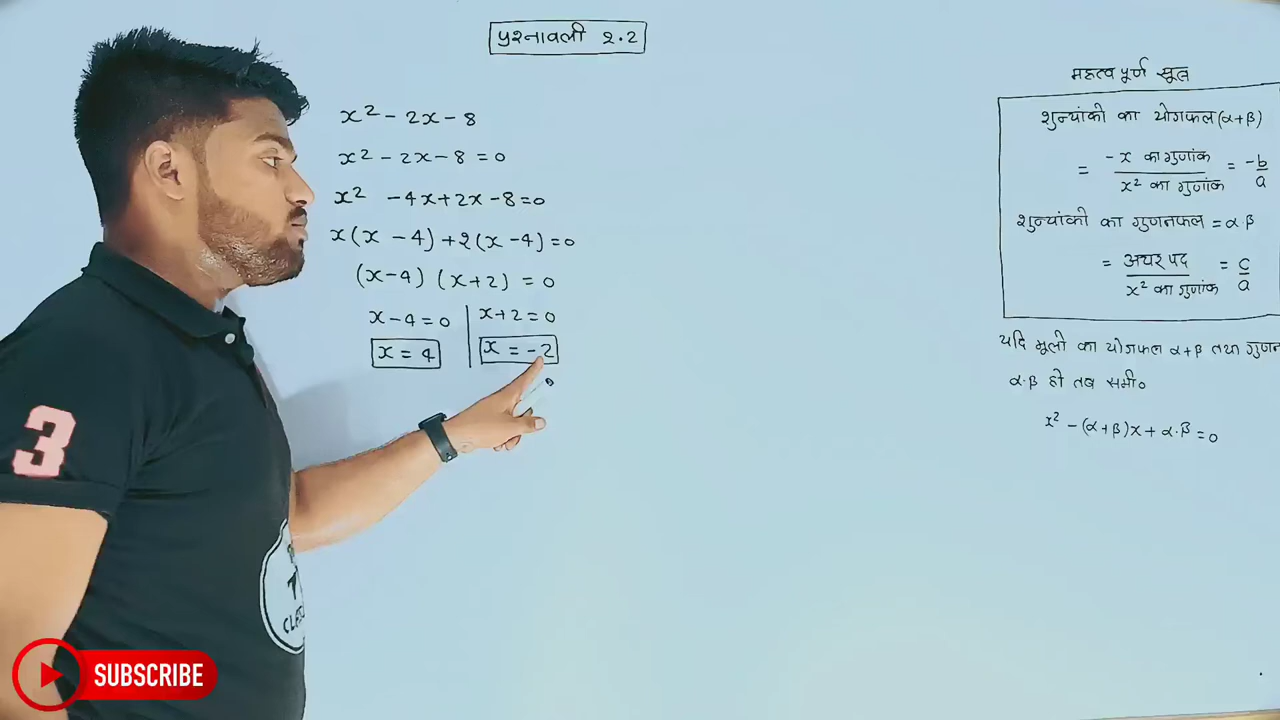 प्रश्नावली 2.2
x² - 2x - 8
x² - 2x - 8 = 0
x² - 4x + 2x - 8 = 0
x(x - 4) + 2(x - 4) = 0
(x - 4) (x + 2) = 0
x - 4 = 0 | x + 2 = 0
x = 4 | x = -2
महत्वपूर्ण सूत्र
शुन्यांको का योगफल (α+β)
= -x का गुणांक / x² का गुणांक = -b/a
शुन्यांको का गुणनफल = α β
= अचर पद / x² का गुणांक = c/a
यदि मूलो का योगफल α+β तथा गुणन
α.β हो तब समी०
x² - (α+β)x + α.β = 0
3
SUBSCRIBE